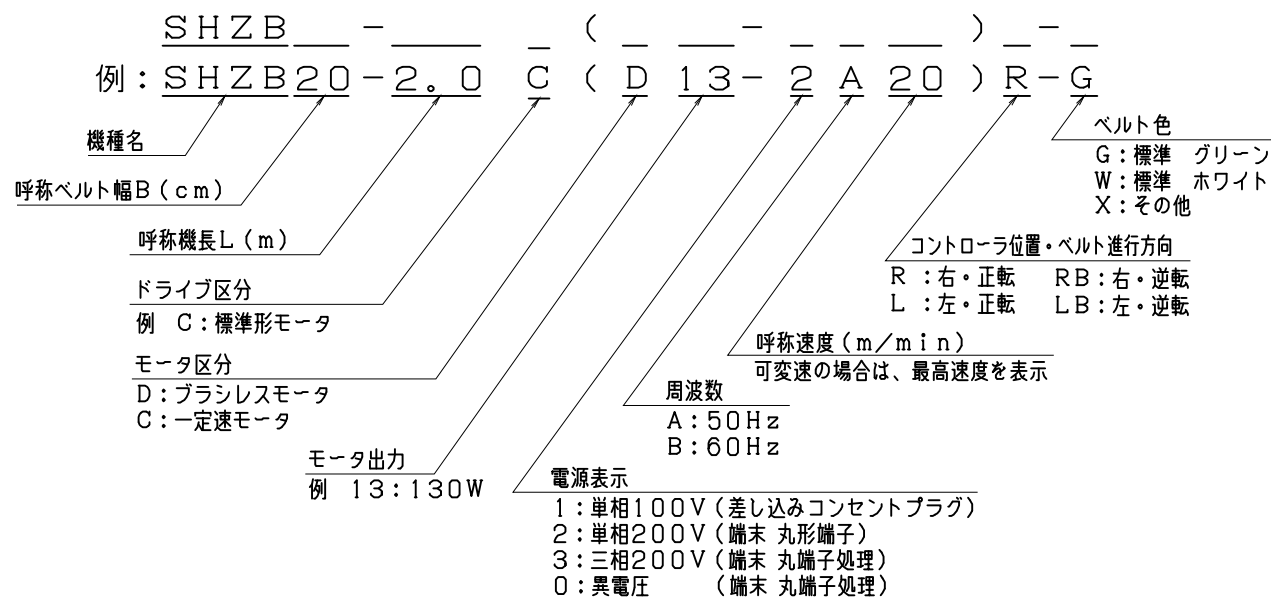 SHZB__-___ _ (_ __-_ _ __)_-_
例：SHZB20-2.0 C (D 13-2 A 20)R-G
機種名
ベルト色
G：標準 グリーン
W：標準 ホワイト
X：その他
呼称ベルト幅B(cm)
呼称機長L(m)
コントローラ位置・ベルト進行方向
R：右・正転 RB：右・逆転
L：左・正転 LB：左・逆転
ドライブ区分
例 C：標準形モータ
呼称速度(m/min)
可変速の場合は、最高速度を表示
モータ区分
D：ブラシレスモータ
C：一定速モータ
周波数
A：50Hz
B：60Hz
モータ出力
例 13：130W
電源表示
1：単相100V(差し込みコンセントプラグ)
2：単相200V(端末 丸形端子)
3：三相200V(端末 丸端子処理)
0：異電圧 (端末 丸端子処理)